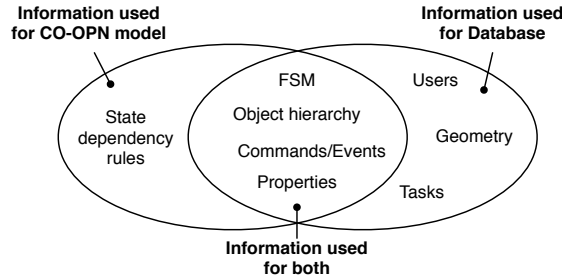 Information used
for CO-OPN model
Information used
for Database
FSM
Users
State
dependency
rules
Object hierarchy
Geometry
Commands/Events
Properties
Tasks
Information used
for both